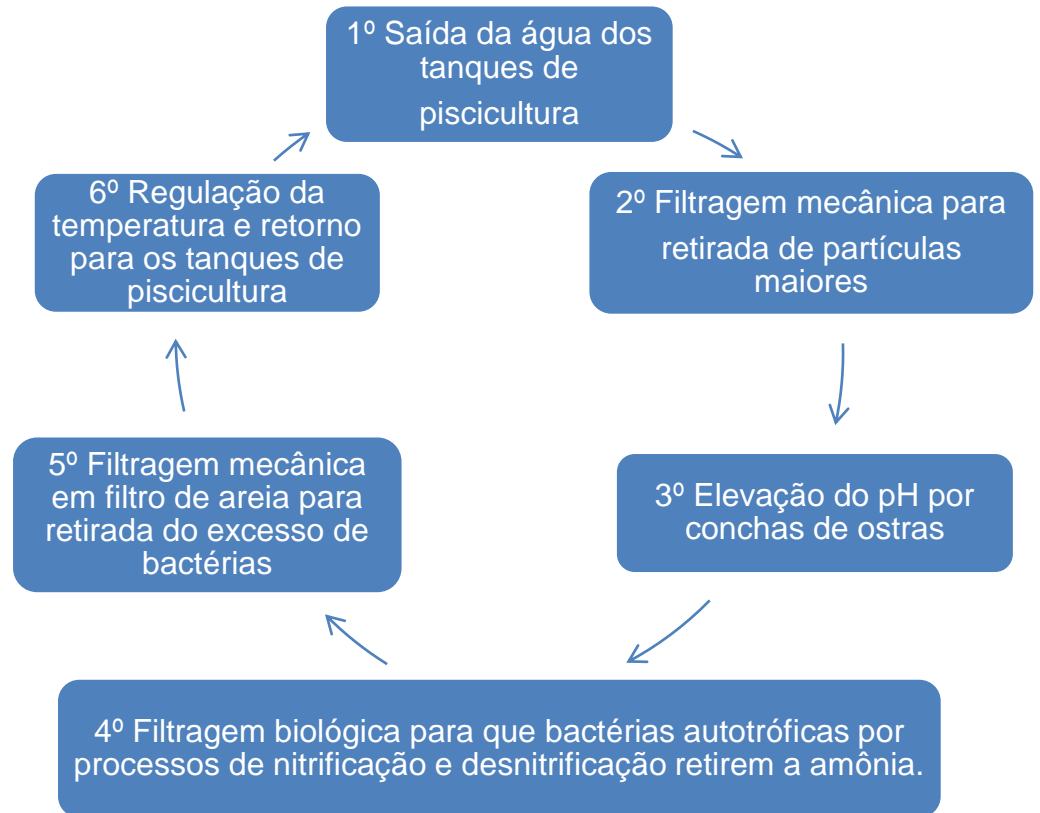 1º Saída da água dos
tanques de
piscicultura
2º Filtragem mecânica para
retirada de partículas
maiores
3º Elevação do pH por
conchas de ostras
4º Filtragem biológica para que bactérias autotróficas por
processos de nitrificação e desnitrificação retirem a amônia.
5º Filtragem mecânica
em filtro de areia para
retirada do excesso de
bactérias
6º Regulação da
temperatura e retorno
para os tanques de
piscicultura